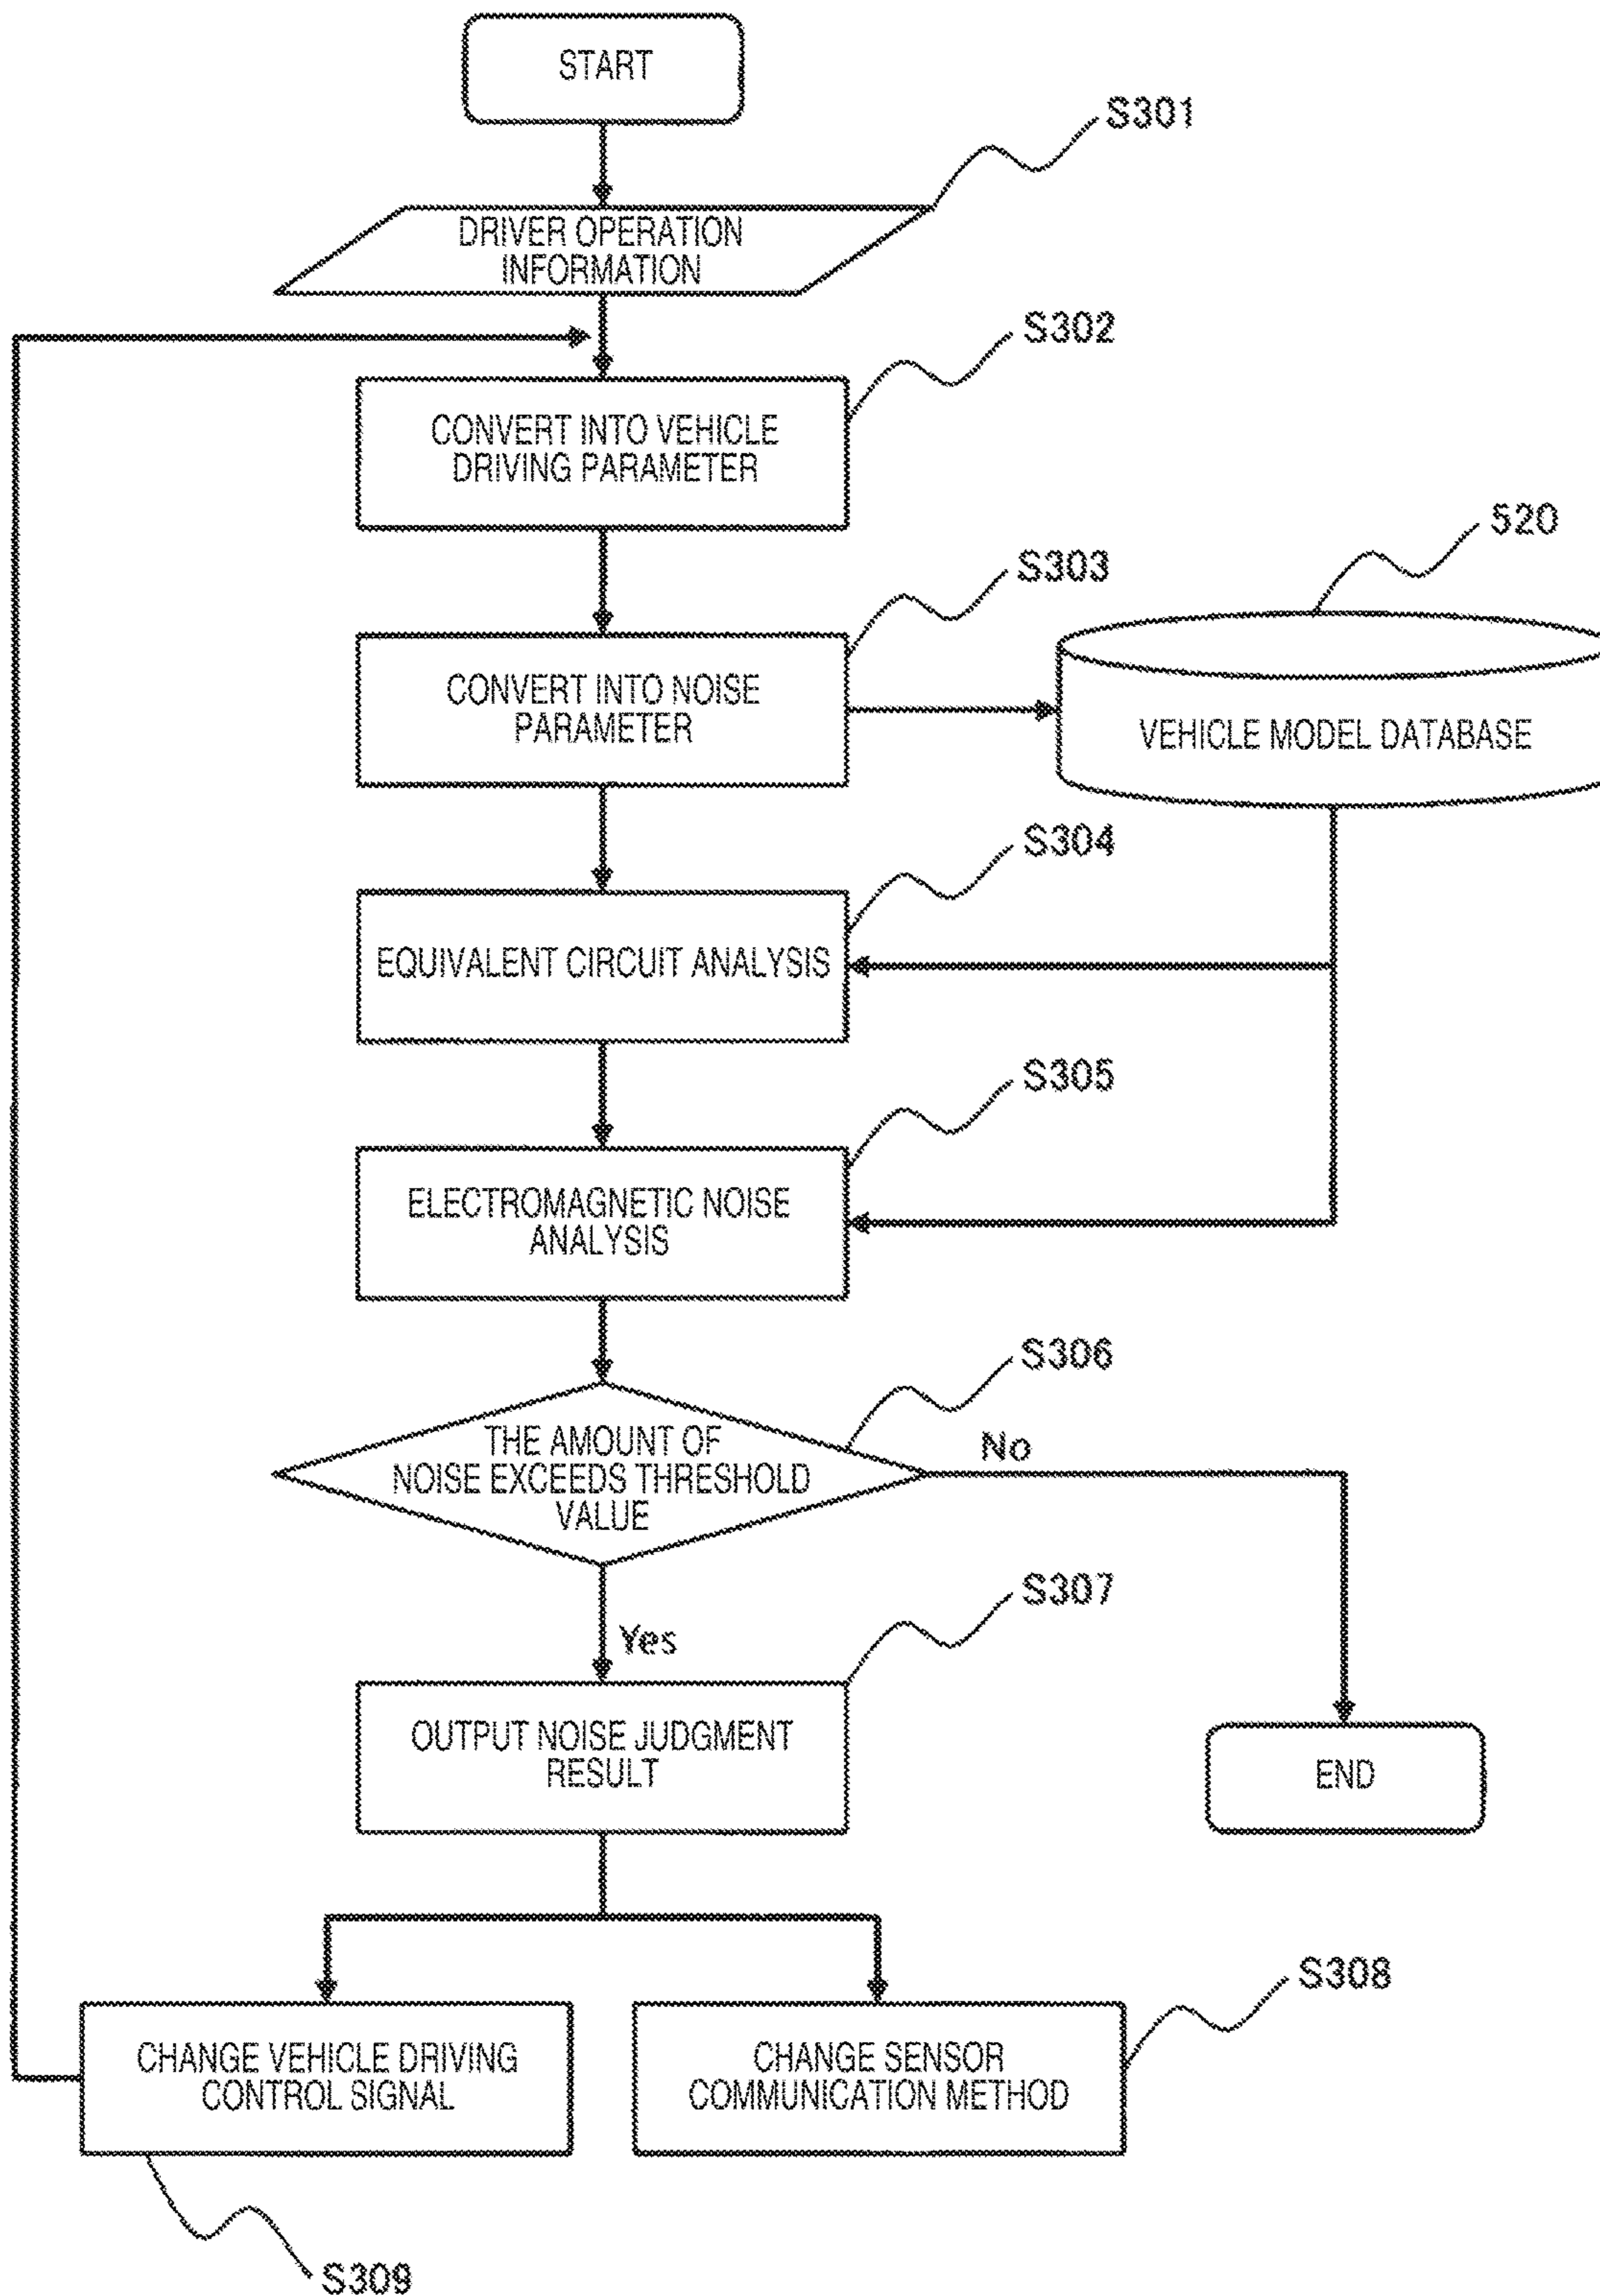 START
S301
DRIVER OPERATION
INFORMATION
S302
CONVERT INTO VEHICLE
DRIVING PARAMETER
520
S303
CONVERT INTO NOISE
PARAMETER
VEHICLE MODEL DATABASE
S304
EQUIVALENT CIRCUIT ANALYSIS
S305
ELECTROMAGNETIC NOISE
ANALYSIS
S306
THE AMOUNT OF
NOISE EXCEEDS THRESHOLD
VALUE
No
S307
Yes
OUTPUT NOISE JUDGMENT
RESULT
END
S308
CHANGE VEHICLE DRIVING
CONTROL SIGNAL
CHANGE SENSOR
COMMUNICATION METHOD
S309